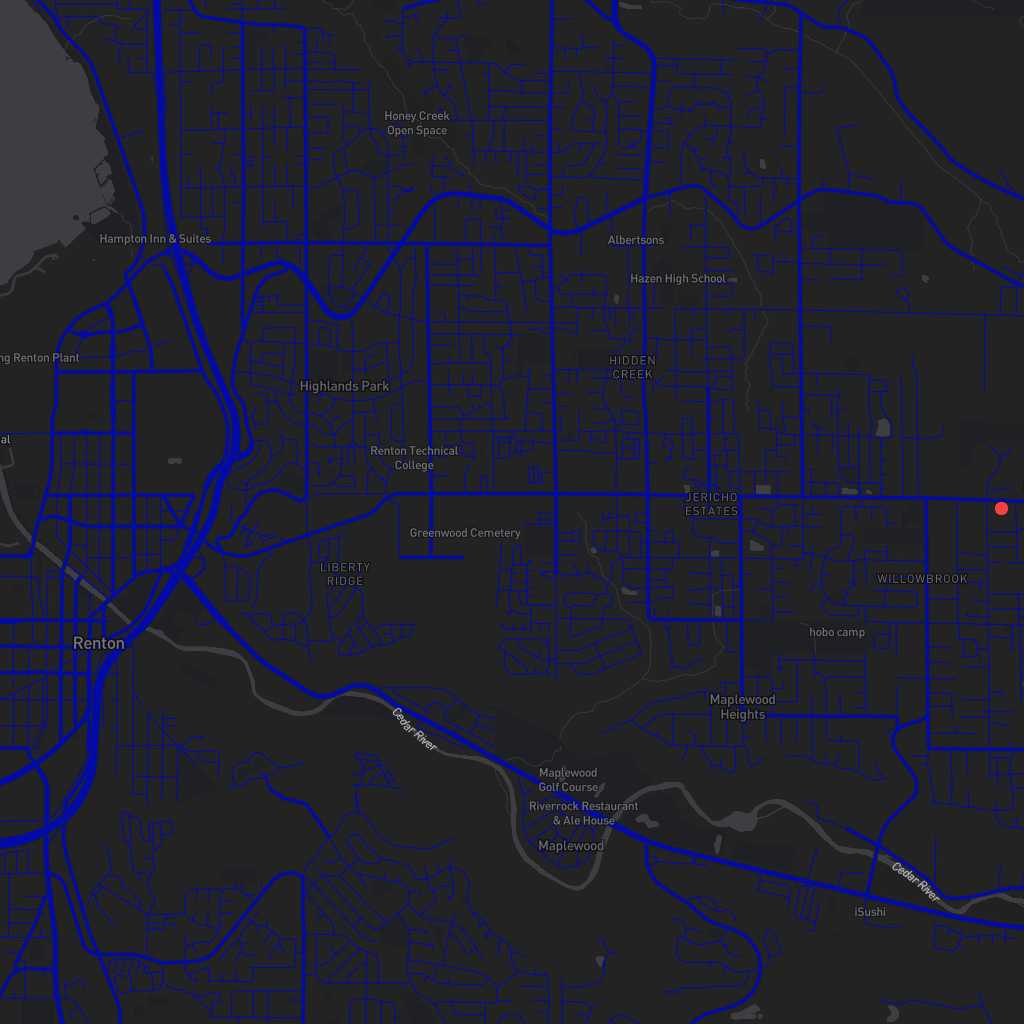 Honey Creek
Open Space
Hampton Inn & Suites
Albertsons
Hazen High School
ng Renton Plant
HIDDEN
CREEK
Highlands Park
al
Renton Technical
College
JERICHO
ESTATES
Greenwood Cemetery
LIBERTY
RIDGE
WILLOWBROOK
hobo camp
Renton
Maplewood
Heights
Cedar River
Maplewood
Golf Course
Riverrock Restaurant
& Ale House
Maplewood
Cedar River
iSushi